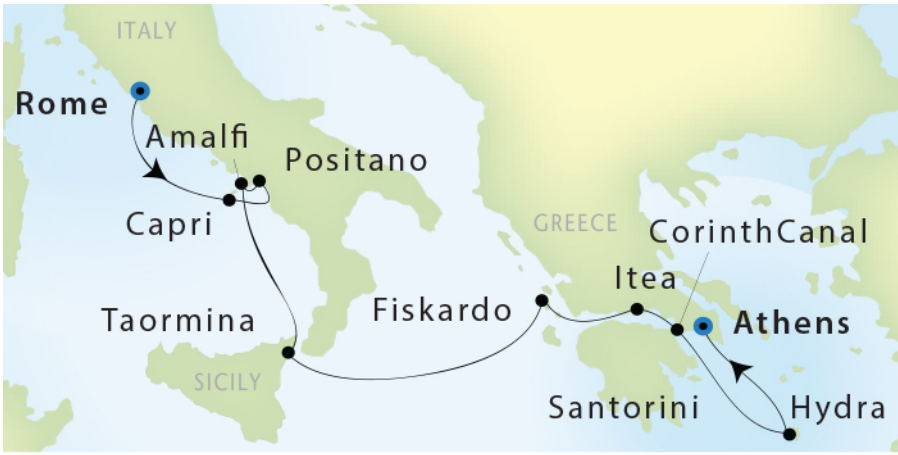 ITALY
Rome
Amalfi
Positano
Capri
GREECE
CorinthCanal
Itea
Fiskardo
Taormina
Athens
SICILY
Santorini
Hydra